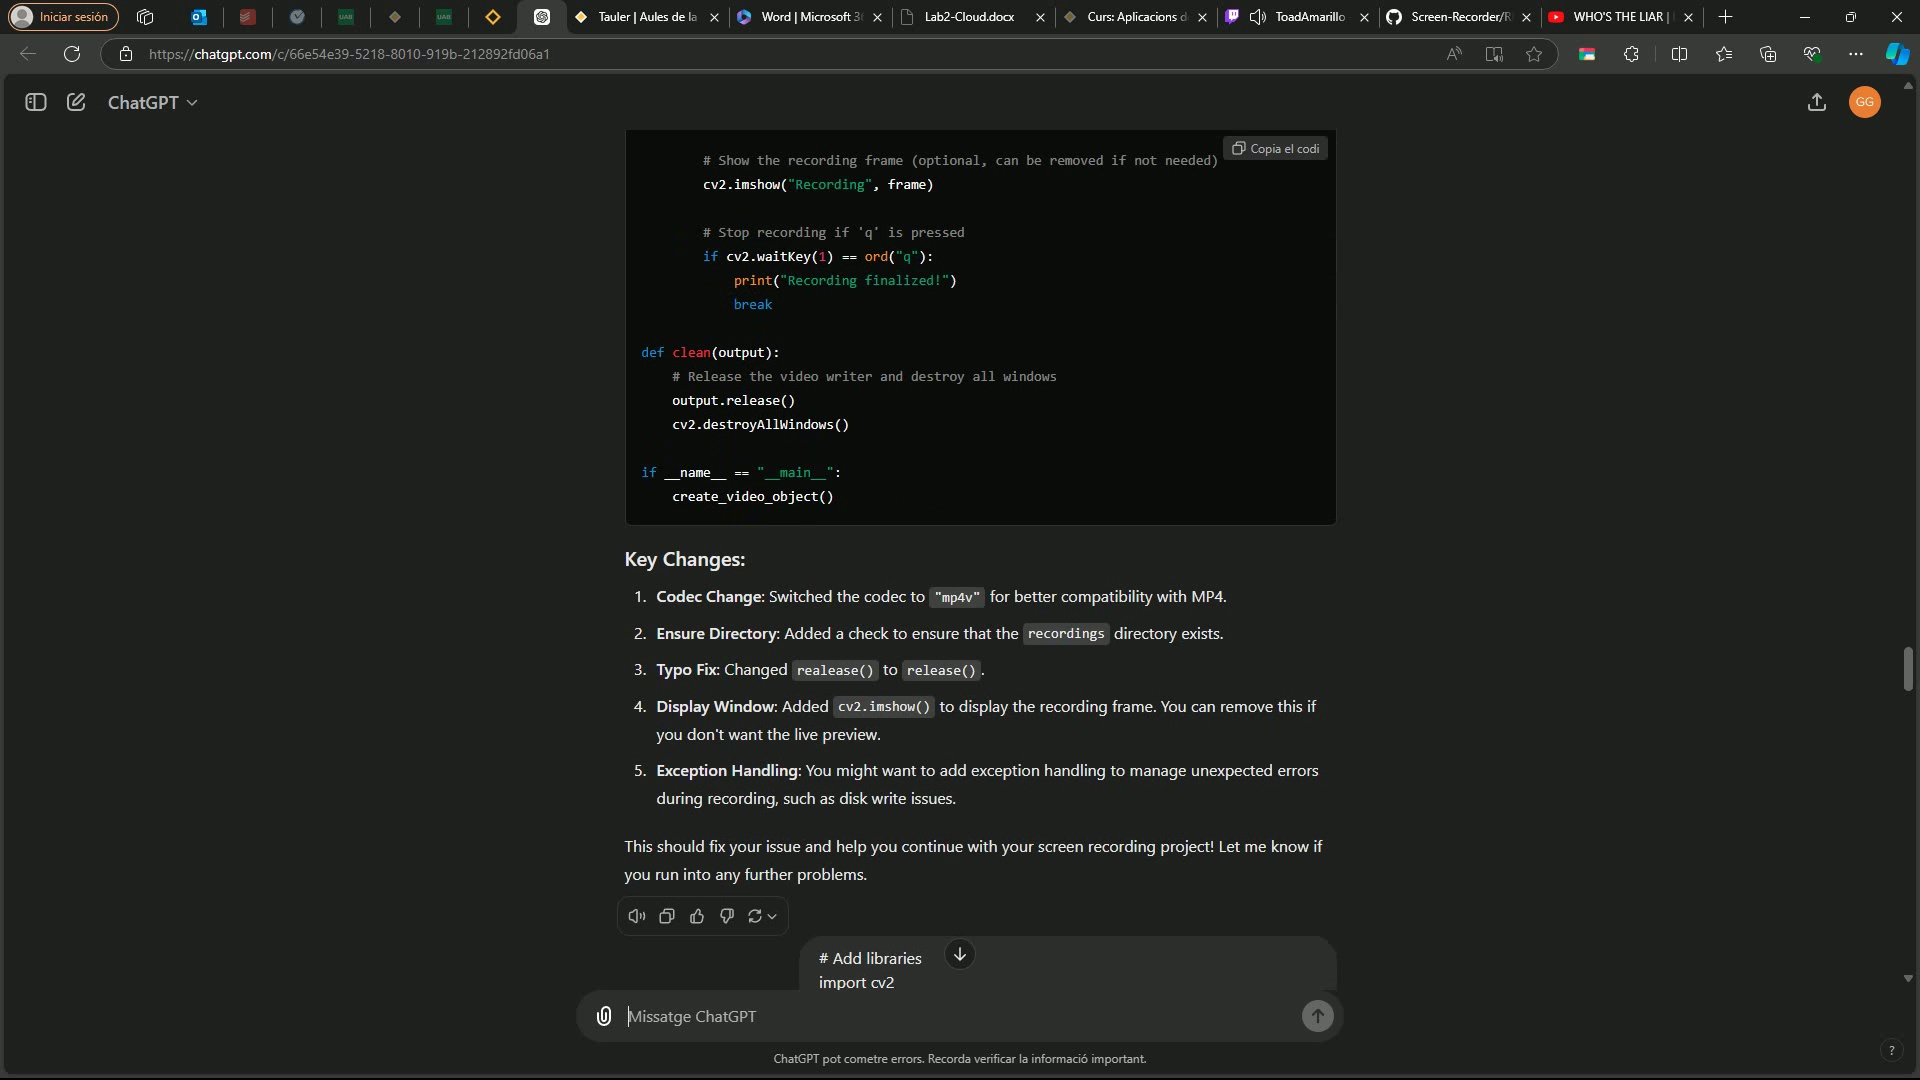 Iniciar sesión
UAB
UAB
Tauler | Aules de la
Word | Microsoft 3
Lab2-Cloud.docx
Curs: Aplicacions d
ToadAmarillo
Screen-Recorder/R
WHO'S THE LIAR |
https://chatgpt.com/c/66e54e39-5218-8010-919b-212892fd06a1
ChatGPT
GG
Copia el codi
# Show the recording frame (optional, can be removed if not needed)
cv2.imshow("Recording", frame)
# Stop recording if 'q' is pressed
if cv2.waitKey(1) == ord("q"):
print("Recording finalized!")
break
def clean(output):
# Release the video writer and destroy all windows
output.release()
cv2.destroyAllWindows()
if __name__ == "__main__":
create_video_object()
Key Changes:
1. Codec Change: Switched the codec to "mp4v" for better compatibility with MP4.
2. Ensure Directory: Added a check to ensure that the recordings directory exists.
3. Typo Fix: Changed realease() to release().
4. Display Window: Added cv2.imshow() to display the recording frame. You can remove this if
you don't want the live preview.
5. Exception Handling: You might want to add exception handling to manage unexpected errors
during recording, such as disk write issues.
This should fix your issue and help you continue with your screen recording project! Let me know if
you run into any further problems.
# Add libraries
import cv2
Missatge ChatGPT
ChatGPT pot cometre errors. Recorda verificar la informació important.
?